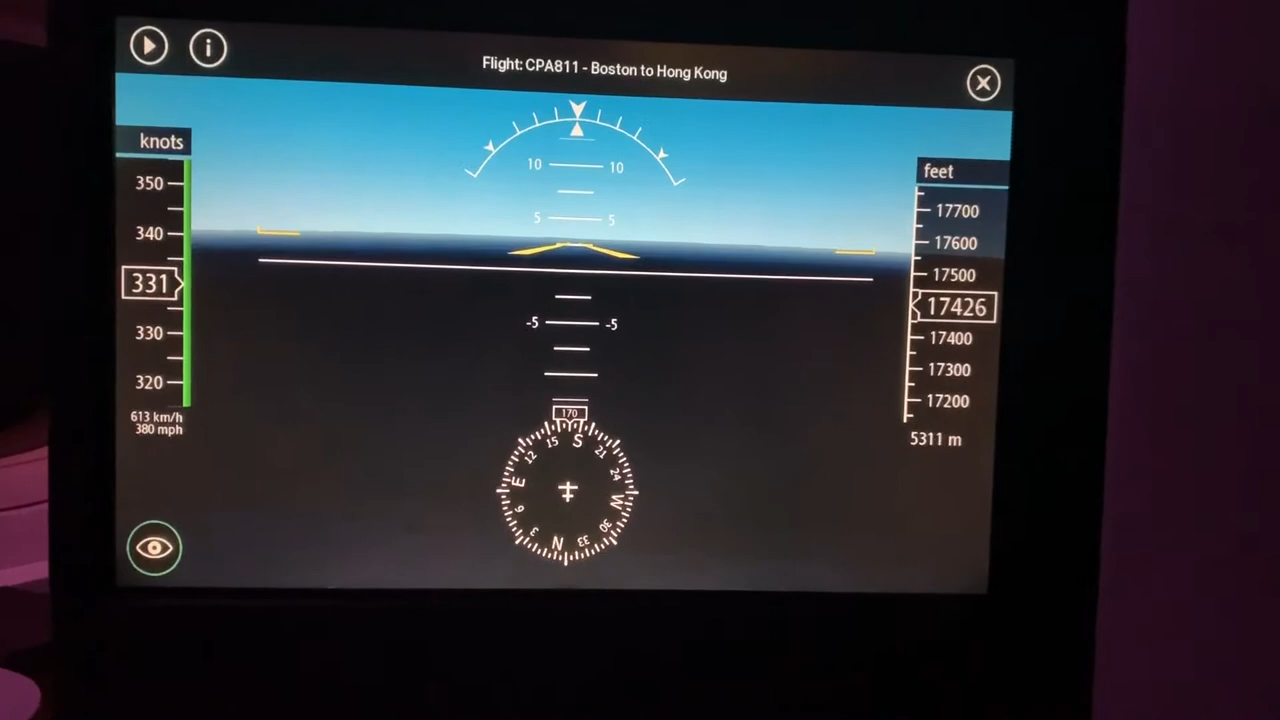 Flight: CPA811 - Boston to Hong Kong
knots
feet
350
340
331
330
320
613 km/h
380 mph
10 10
5 5
-5 -5
17700
17600
17500
17426
17400
17300
17200
5311 m
170
S
21
24
W
30
33
N
3
6
E
12
15